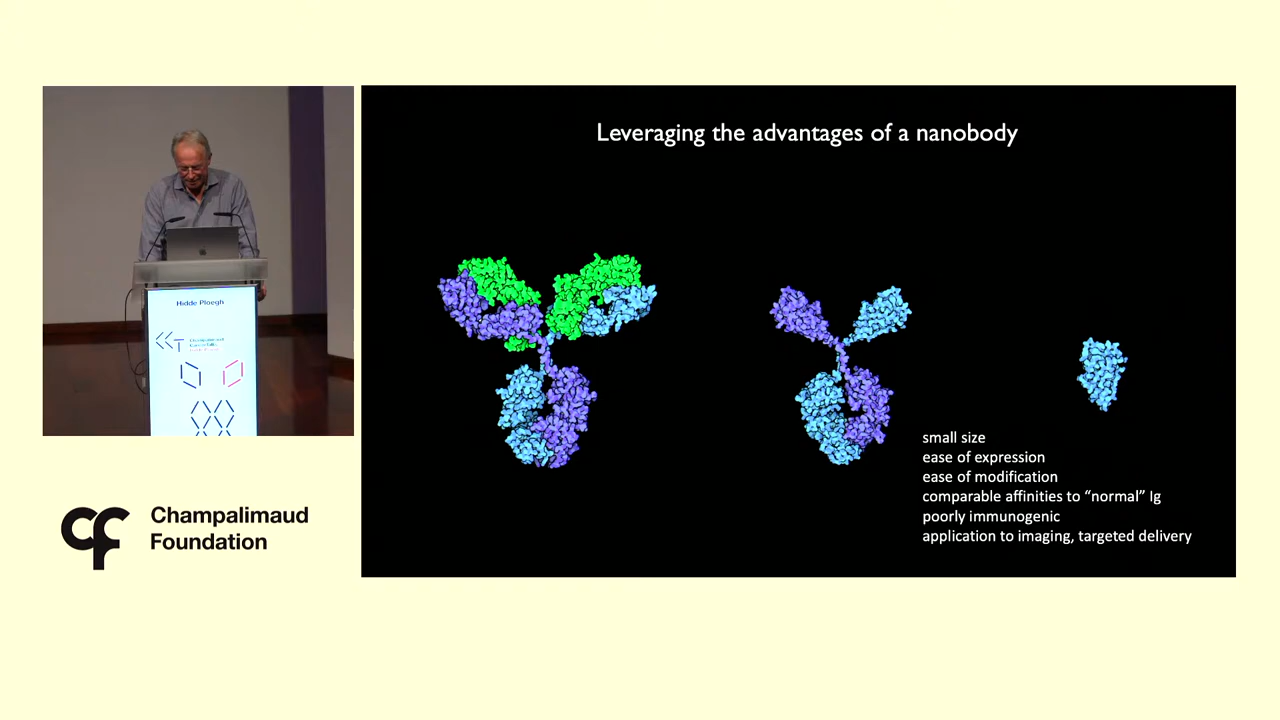 Leveraging the advantages of a nanobody
small size
ease of expression
ease of modification
comparable affinities to “normal” Ig
poorly immunogenic
application to imaging, targeted delivery
Hidde Ploegh
Champalimaud
Foundation